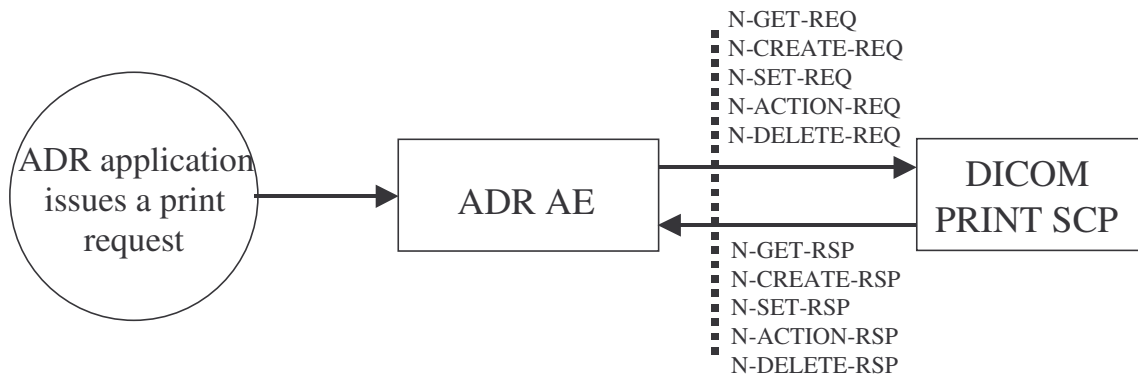 N-GET-REQ
N-CREATE-REQ
N-SET-REQ
N-ACTION-REQ
N-DELETE-REQ
ADR application
issues a print
request
ADR AE
DICOM
PRINT SCP
N-GET-RSP
N-CREATE-RSP
N-SET-RSP
N-ACTION-RSP
N-DELETE-RSP